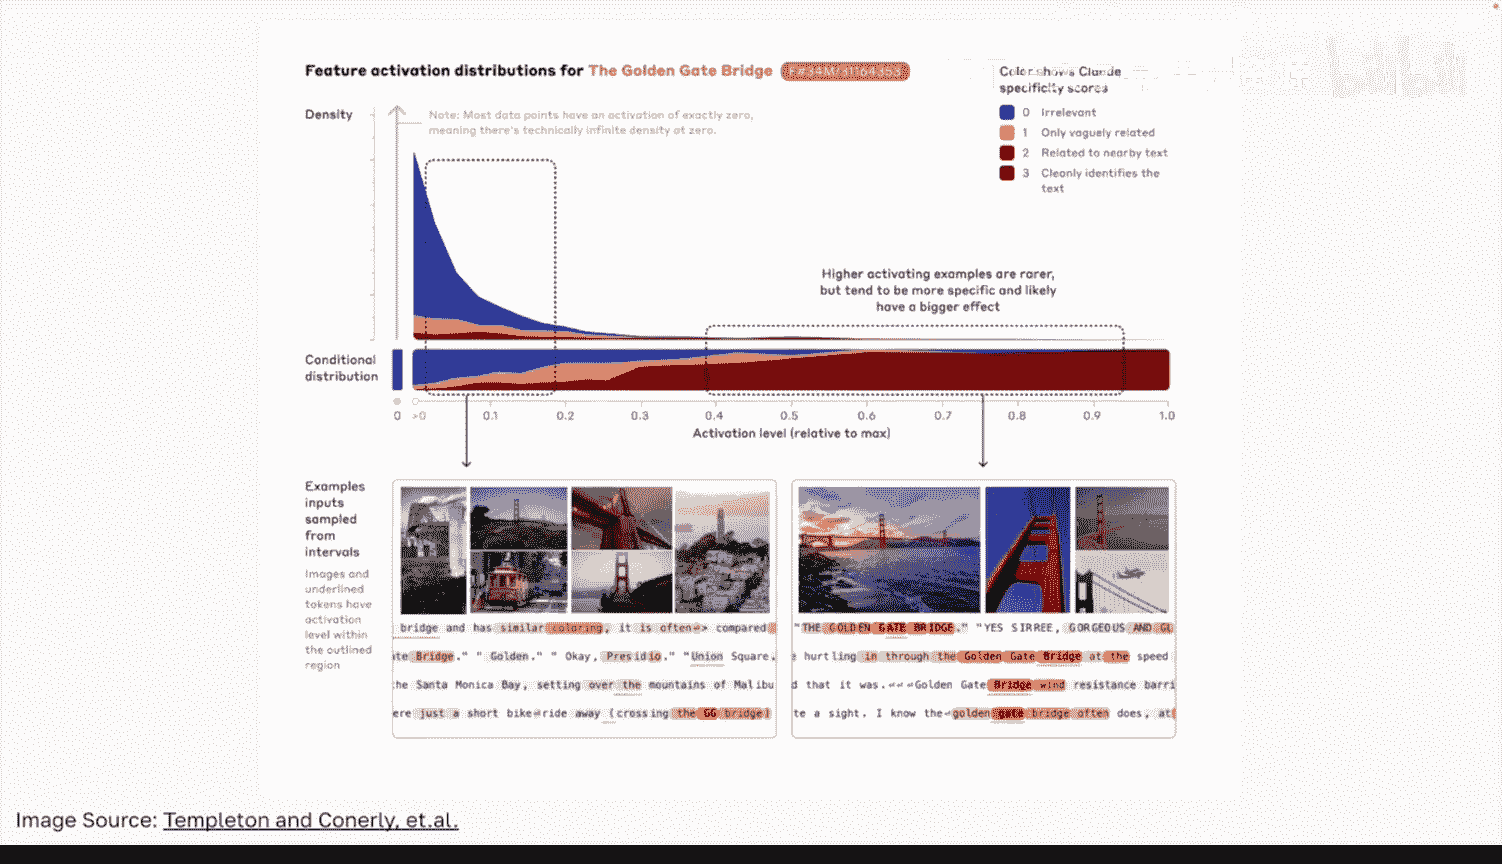 Feature activation distributions for The Golden Gate Bridge F#34M/31164353
Color shows Claude
specificity scores
0 Irrelevant
1 Only vaguely related
2 Related to nearby text
3 Cleanly identifies the
text
Density
Note: Most data points have an activation of exactly zero,
meaning there's technically infinite density at zero.
Higher activating examples are rarer,
but tend to be more specific and likely
have a bigger effect
Conditional
distribution
0 >0 0.1 0.2 0.3 0.4 0.5 0.6 0.7 0.8 0.9 1.0
Activation level (relative to max)
Examples
inputs
sampled
from
intervals
Images and
underlined
tokens have
activation
level within
the outlined
region
bridge and has similar coloring, it is often⏎ compared
te Bridge." " Golden." " Okay, Presidio." "Union Square,
he Santa Monica Bay, setting over the mountains of Malibu
ere just a short bike⏎ride away (crossing the GG bridge)
"THE GOLDEN GATE BRIDGE." "YES SIRREE, GORGEOUS AND GL
hurtling in through the Golden Gate Bridge at the speed
d that it was.⏎⏎⏎Golden Gate Bridge wind resistance barri
te a sight. I know the⏎golden gate bridge often does, at
Image Source: Templeton and Conerly, et.al.